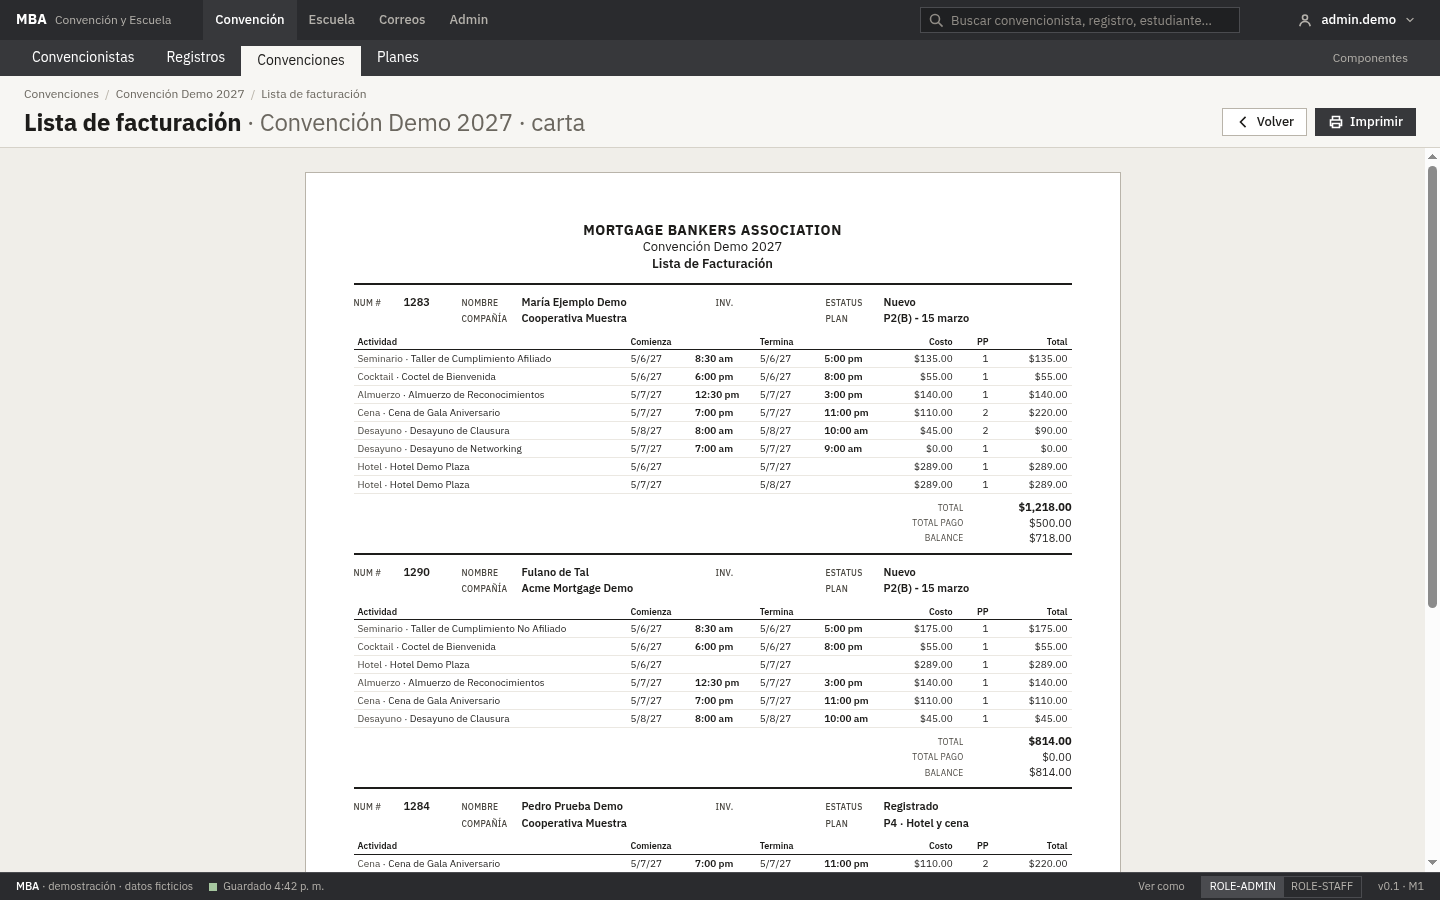 MBA Convención y Escuela Convención Escuela Correos Admin Buscar convencionista, registro, estudiante... admin.demo
Convencionistas Registros Convenciones Planes Componentes
Convenciones / Convención Demo 2027 / Lista de facturación
Lista de facturación · Convención Demo 2027 · carta Volver Imprimir
MORTGAGE BANKERS ASSOCIATION
Convención Demo 2027
Lista de Facturación
NUM # 1283 NOMBRE María Ejemplo Demo INV. ESTATUS Nuevo
COMPAÑÍA Cooperativa Muestra PLAN P2(B) - 15 marzo
Actividad Comienza Termina Costo PP Total
Seminario · Taller de Cumplimiento Afiliado 5/6/27 8:30 am 5/6/27 5:00 pm $135.00 1 $135.00
Cocktail · Coctel de Bienvenida 5/6/27 6:00 pm 5/6/27 8:00 pm $55.00 1 $55.00
Almuerzo · Almuerzo de Reconocimientos 5/7/27 12:30 pm 5/7/27 3:00 pm $140.00 1 $140.00
Cena · Cena de Gala Aniversario 5/7/27 7:00 pm 5/7/27 11:00 pm $110.00 2 $220.00
Desayuno · Desayuno de Clausura 5/8/27 8:00 am 5/8/27 10:00 am $45.00 2 $90.00
Desayuno · Desayuno de Networking 5/7/27 7:00 am 5/7/27 9:00 am $0.00 1 $0.00
Hotel · Hotel Demo Plaza 5/6/27 5/7/27 $289.00 1 $289.00
Hotel · Hotel Demo Plaza 5/7/27 5/8/27 $289.00 1 $289.00
TOTAL $1,218.00
TOTAL PAGO $500.00
BALANCE $718.00
NUM # 1290 NOMBRE Fulano de Tal INV. ESTATUS Nuevo
COMPAÑÍA Acme Mortgage Demo PLAN P2(B) - 15 marzo
Actividad Comienza Termina Costo PP Total
Seminario · Taller de Cumplimiento No Afiliado 5/6/27 8:30 am 5/6/27 5:00 pm $175.00 1 $175.00
Cocktail · Coctel de Bienvenida 5/6/27 6:00 pm 5/6/27 8:00 pm $55.00 1 $55.00
Hotel · Hotel Demo Plaza 5/6/27 5/7/27 $289.00 1 $289.00
Almuerzo · Almuerzo de Reconocimientos 5/7/27 12:30 pm 5/7/27 3:00 pm $140.00 1 $140.00
Cena · Cena de Gala Aniversario 5/7/27 7:00 pm 5/7/27 11:00 pm $110.00 1 $110.00
Desayuno · Desayuno de Clausura 5/8/27 8:00 am 5/8/27 10:00 am $45.00 1 $45.00
TOTAL $814.00
TOTAL PAGO $0.00
BALANCE $814.00
NUM # 1284 NOMBRE Pedro Prueba Demo INV. ESTATUS Registrado
COMPAÑÍA Cooperativa Muestra PLAN P4 · Hotel y cena
Actividad Comienza Termina Costo PP Total
Cena · Cena de Gala Aniversario 5/7/27 7:00 pm 5/7/27 11:00 pm $110.00 2 $220.00
MBA · demostración · datos ficticios Guardado 4:42 p. m. Ver como ROLE-ADMIN ROLE-STAFF v0.1 · M1